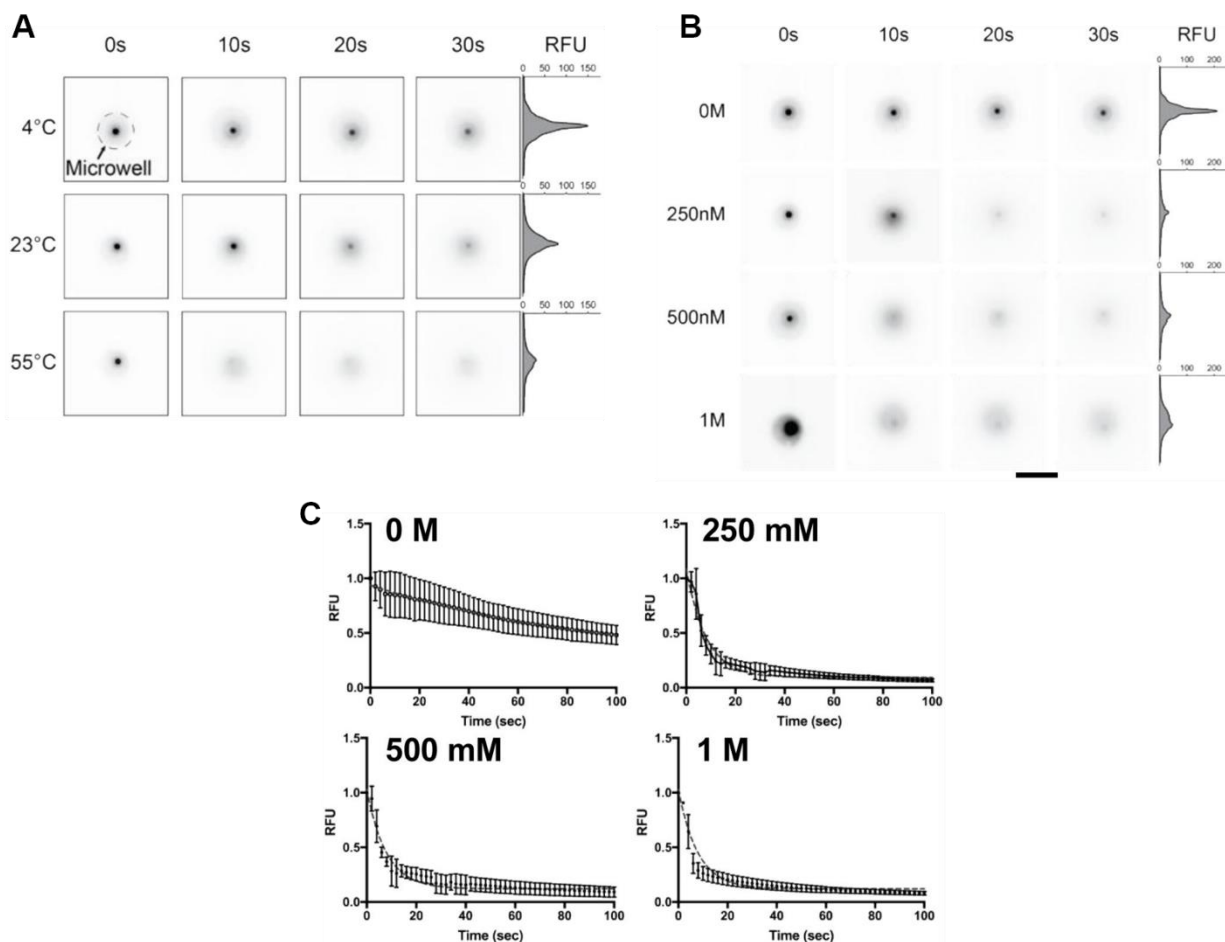 A
0s 10s 20s 30s RFU
0 50 100 150
4°C
Microwell
0 50 100 150
23°C
0 50 100 150
55°C
B
0s 10s 20s 30s RFU
0 100 200
0M
0 100 200
250nM
0 100 200
500nM
0 100 200
1M
C
0 M
1.5
1.0
0.5
0.0
RFU
0 20 40 60 80 100
Time (sec)
250 mM
1.5
1.0
0.5
0.0
RFU
0 20 40 60 80 100
Time (sec)
500 mM
1.5
1.0
0.5
0.0
RFU
0 20 40 60 80 100
Time (sec)
1 M
1.5
1.0
0.5
0.0
RFU
0 20 40 60 80 100
Time (sec)